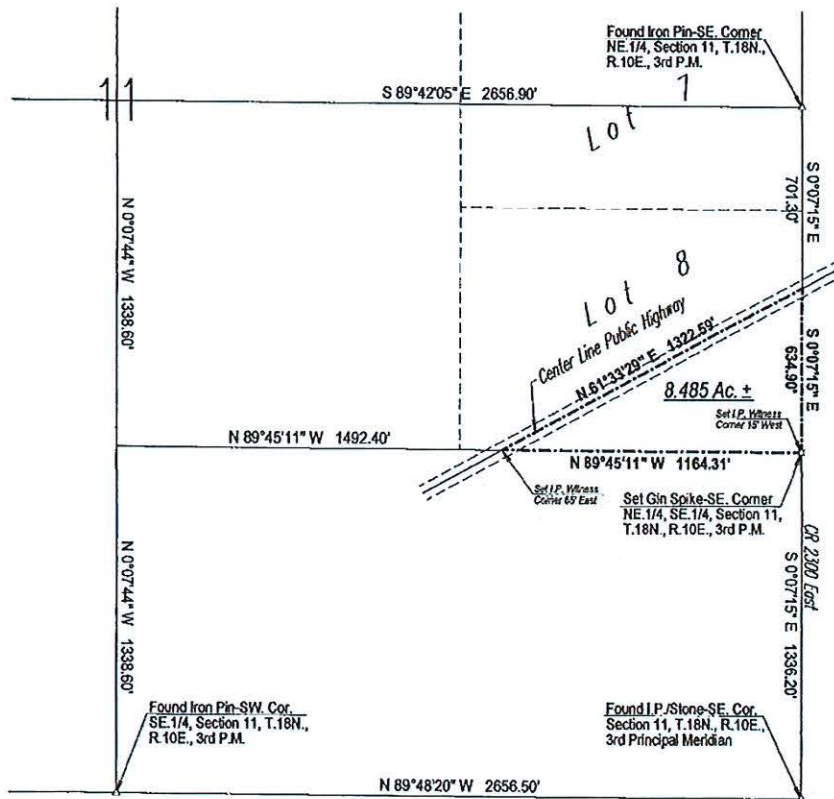 Found Iron Pin-SE. Corner
NE.1/4, Section 11, T.18N.,
R.10E., 3rd P.M.
11
S 89°42'05" E 2656.90'
Lot 1
S 0°07'15" E
701.30'
N 0°07'44" W 1338.60'
Lot 8
Center Line Public Highway
N.61°33'29" E 1322.59'
8.485 Ac. ±
S 0°07'15" E
634.90'
Set I.P. Witness
Corner 15' West
N 89°45'11" W 1492.40'
N 89°45'11" W 1164.31'
Set I.P. Witness
Corner 65' East
Set Gin Spike-SE. Corner
NE.1/4, SE.1/4, Section 11,
T.18N., R.10E., 3rd P.M.
CR 2300 East
S 0°07'15" E 1336.20'
N 0°07'44" W 1338.60'
Found Iron Pin-SW. Cor.
SE.1/4, Section 11, T.18N.,
R.10E., 3rd P.M.
Found I.P./Stone-SE. Cor.
Section 11, T.18N., R.10E.,
3rd Principal Meridian
N 89°48'20" W 2656.50'